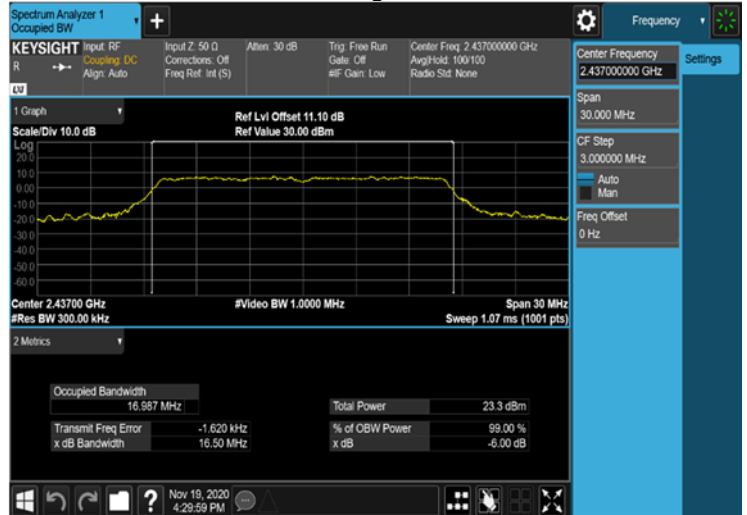 Spectrum Analyzer 1
Occupied BW
+
Frequency
KEYSIGHT
R
LXI
Input: RF
Coupling: DC
Align: Auto
Input Z: 50 Ω
Corrections: Off
Freq Ref: Int (S)
Atten: 30 dB
Trig: Free Run
Gate: Off
#IF Gain: Low
Center Freq: 2.437000000 GHz
Avg|Hold: 100/100
Radio Std: None
Center Frequency
2.437000000 GHz
Settings
Span
30.000 MHz
CF Step
3.000000 MHz
Auto
Man
Freq Offset
0 Hz
1 Graph
Scale/Div 10.0 dB
Ref Lvl Offset 11.10 dB
Ref Value 30.00 dBm
Log
20.0
10.0
0.00
-10.0
-20.0
-30.0
-40.0
-50.0
-60.0
Center 2.43700 GHz
#Video BW 1.0000 MHz
Span 30 MHz
#Res BW 300.00 kHz
Sweep 1.07 ms (1001 pts)
2 Metrics
Occupied Bandwidth
16.987 MHz
Total Power 23.3 dBm
Transmit Freq Error -1.620 kHz
% of OBW Power 99.00 %
x dB Bandwidth 16.50 MHz
x dB -6.00 dB
?
Nov 19, 2020
4:29:59 PM